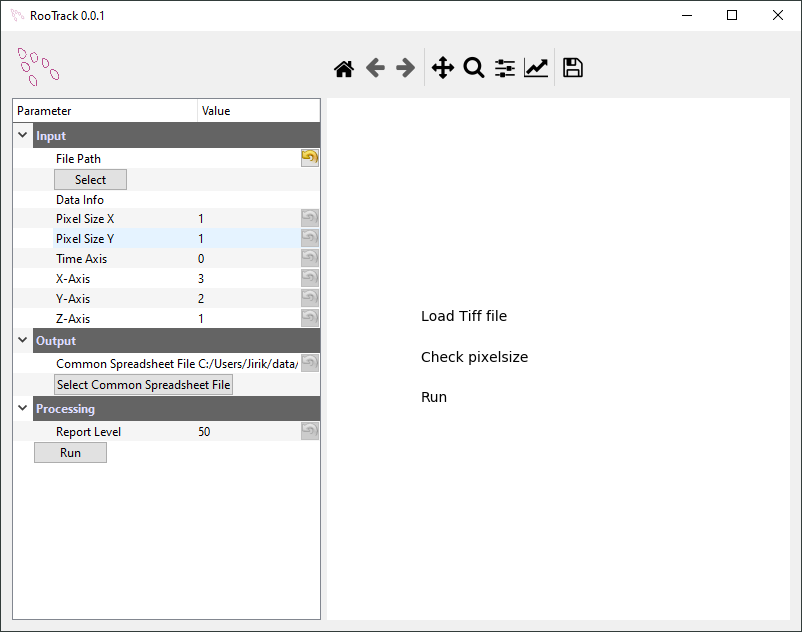 RooTrack 0.0.1
Parameter Value
Input
File Path
Select
Data Info
Pixel Size X 1
Pixel Size Y 1
Time Axis 0
X-Axis 3
Y-Axis 2
Z-Axis 1
Output
Common Spreadsheet File C:/Users/Jirik/data/
Select Common Spreadsheet File
Processing
Report Level 50
Run
Load Tiff file
Check pixelsize
Run